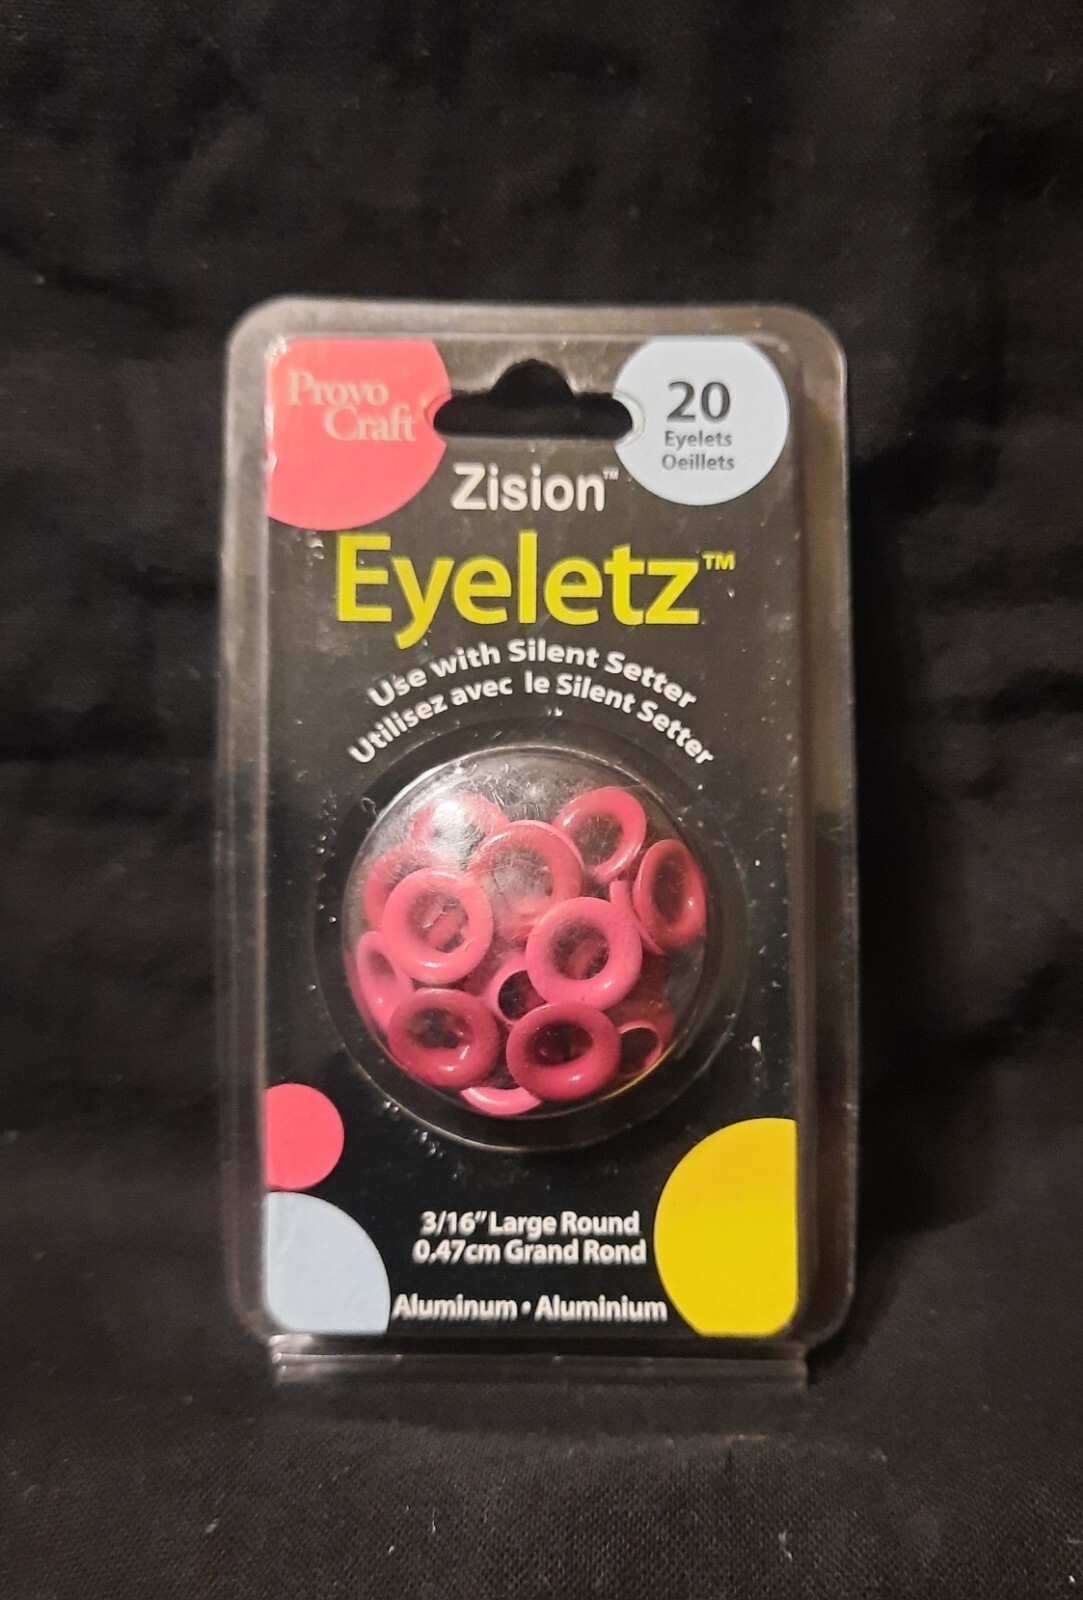 Provo
Craft
20
Eyelets
Oeillets
Zision™
Eyeletz™
Use with Silent Setter
Utilisez avec le Silent Setter
3/16" Large Round
0.47cm Grand Rond
Aluminum • Aluminium